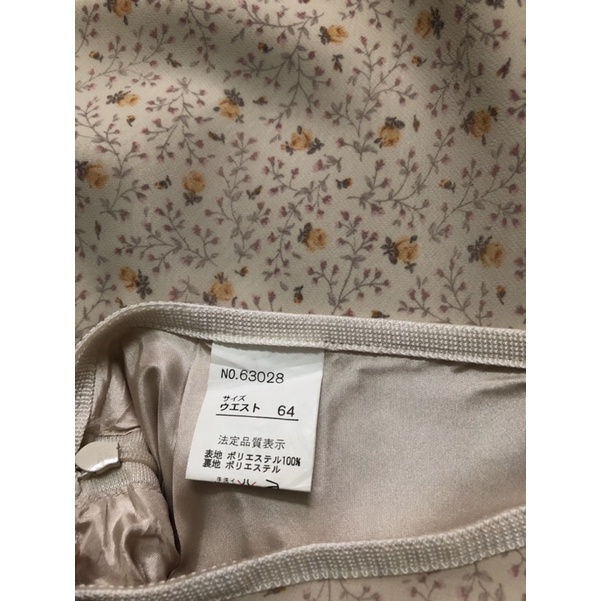 NO.63028
サイズ
ウエスト 64
法定品質表示
表地 ポリエステル100%
裏地 ポリエステル